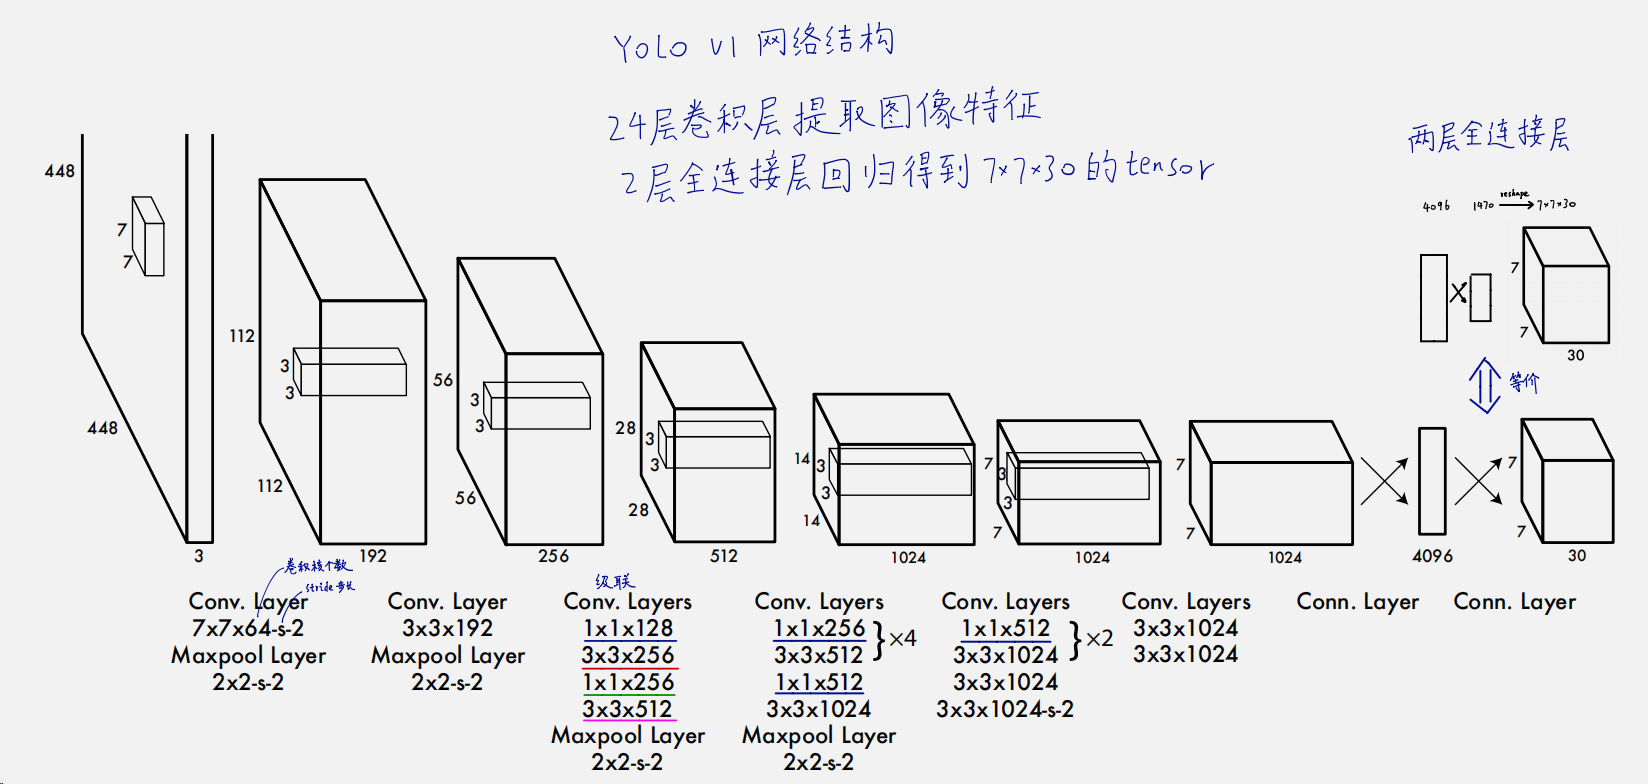 Yolo v1 网络结构
24层卷积层提取图像特征
2层全连接层回归得到 7×7×30 的tensor
两层全连接层
reshape
4096 1470 → 7×7×30
448
448
3
7
7
112
112
192
3
3
56
56
256
3
3
28
28
512
3
3
14
14
1024
3
3
7
7
1024
3
3
7
7
1024
4096
7
7
30
等价
7
7
30
卷积核个数
stride 步长
Conv. Layer
7x7x64-s-2
Maxpool Layer
2x2-s-2
Conv. Layer
3x3x192
Maxpool Layer
2x2-s-2
级联
Conv. Layers
1x1x128
3x3x256
1x1x256
3x3x512
Maxpool Layer
2x2-s-2
Conv. Layers
1x1x256
3x3x512
}×4
1x1x512
3x3x1024
Maxpool Layer
2x2-s-2
Conv. Layers
1x1x512
3x3x1024
}×2
3x3x1024
3x3x1024-s-2
Conv. Layers
3x3x1024
3x3x1024
Conn. Layer
Conn. Layer